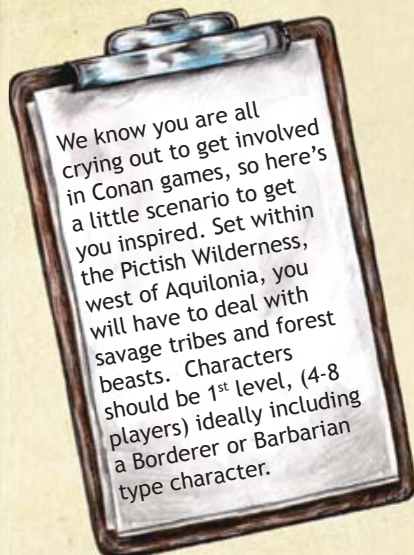 We know you are all
crying out to get involved
in Conan games, so here's
a little scenario to get
you inspired. Set within
the Pictish Wilderness,
west of Aquilonia, you
will have to deal with
savage tribes and forest
beasts. Characters
should be 1st level, (4-8
players) ideally including
a Borderer or Barbarian
type character.